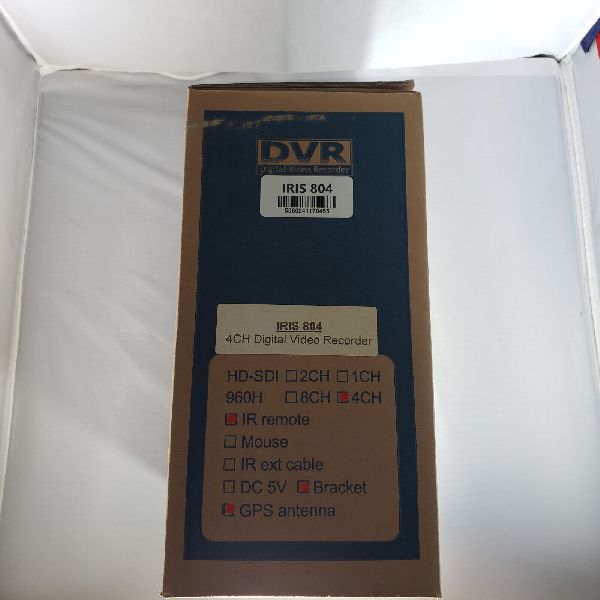 DVR
Digital Video Recorder
IRIS 804
IRIS 804
4CH Digital Video Recorder
HD-SDI 2CH 1CH
960H 8CH 4CH
IR remote
Mouse
IR ext cable
DC 5V Bracket
GPS antenna